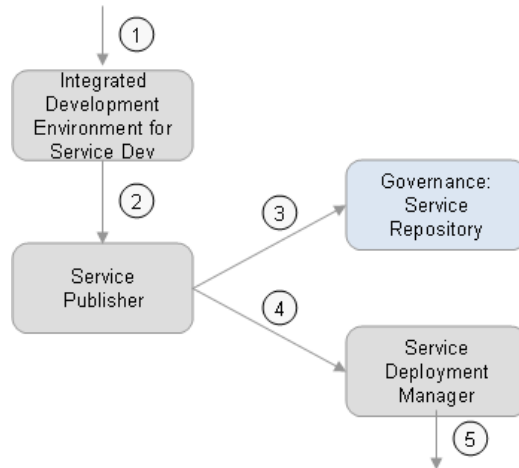 1
Integrated
Development
Environment for
Service Dev
2
Service
Publisher
3
Governance:
Service
Repository
4
Service
Deployment
Manager
5